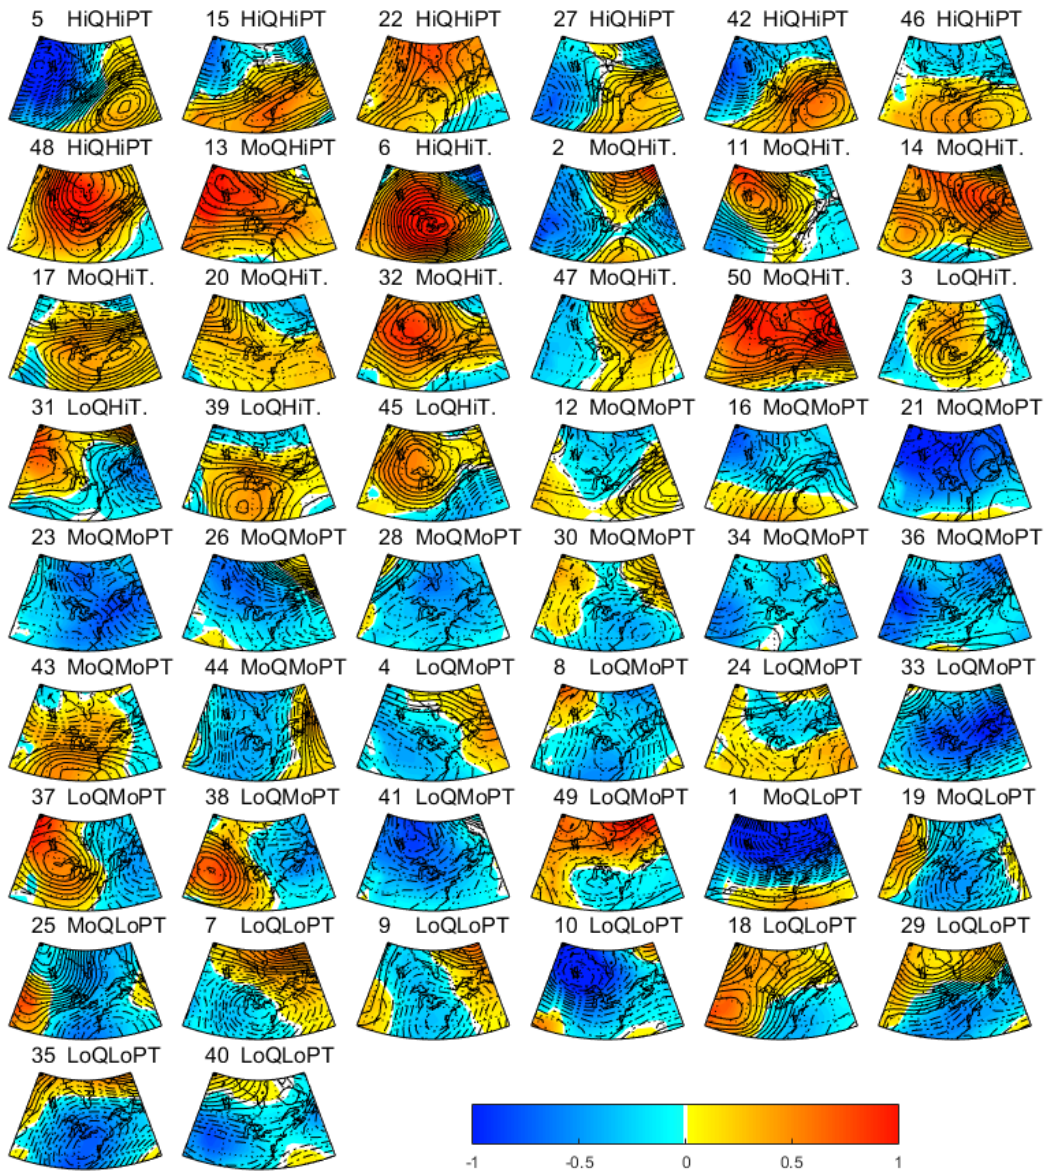 5 HiQHiPT 15 HiQHiPT 22 HiQHiPT 27 HiQHiPT 42 HiQHiPT 46 HiQHiPT
48 HiQHiPT 13 MoQHiPT 6 HiQHiT. 2 MoQHiT. 11 MoQHiT. 14 MoQHiT.
17 MoQHiT. 20 MoQHiT. 32 MoQHiT. 47 MoQHiT. 50 MoQHiT. 3 LoQHiT.
31 LoQHiT. 39 LoQHiT. 45 LoQHiT. 12 MoQMoPT 16 MoQMoPT 21 MoQMoPT
23 MoQMoPT 26 MoQMoPT 28 MoQMoPT 30 MoQMoPT 34 MoQMoPT 36 MoQMoPT
43 MoQMoPT 44 MoQMoPT 4 LoQMoPT 8 LoQMoPT 24 LoQMoPT 33 LoQMoPT
37 LoQMoPT 38 LoQMoPT 41 LoQMoPT 49 LoQMoPT 1 MoQLoPT 19 MoQLoPT
25 MoQLoPT 7 LoQLoPT 9 LoQLoPT 10 LoQLoPT 18 LoQLoPT 29 LoQLoPT
35 LoQLoPT 40 LoQLoPT
-1 -0.5 0 0.5 1